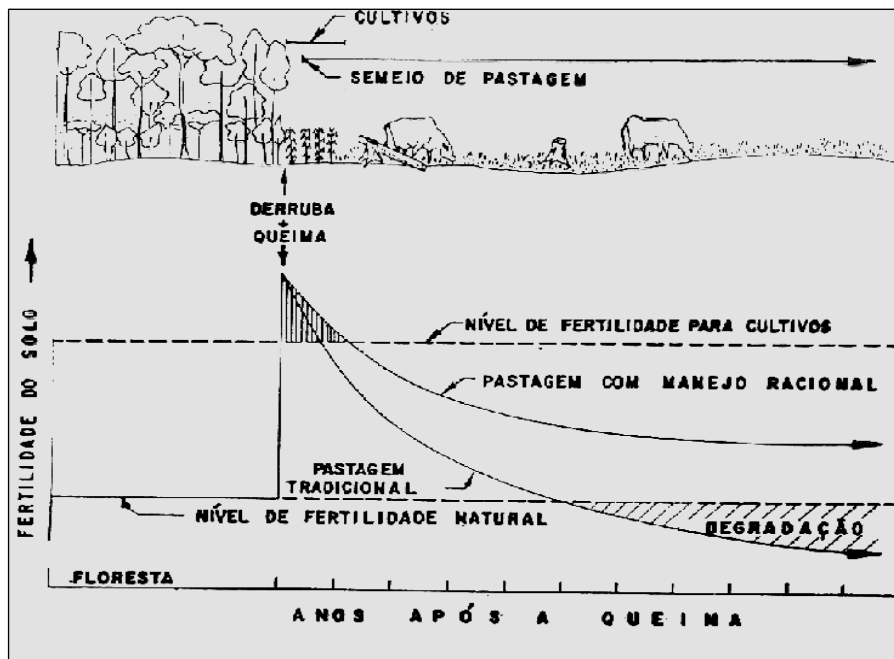 CULTIVOS
SEMEIO DE PASTAGEM
DERRUBA
+
QUEIMA
FERTILIDADE DO SOLO
NÍVEL DE FERTILIDADE PARA CULTIVOS
PASTAGEM COM MANEJO RACIONAL
PASTAGEM
TRADICIONAL
NÍVEL DE FERTILIDADE NATURAL
DEGRADAÇÃO
FLORESTA
ANOS APÓS A QUEIMA